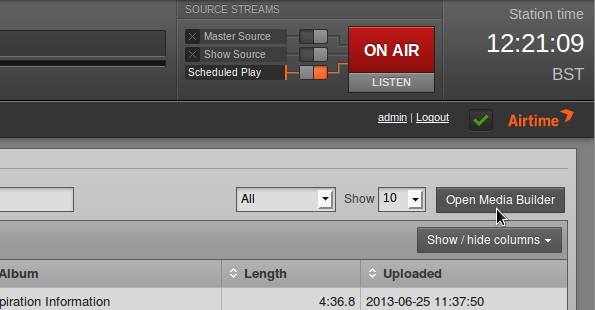 SOURCE STREAMS
Master Source
Show Source
Scheduled Play
ON AIR
LISTEN
Station time
12:21:09
BST
admin | Logout
Airtime
All
Show 10
Open Media Builder
Show / hide columns
Album Length Uploaded
piration Information 4:36.8 2013-06-25 11:37:50